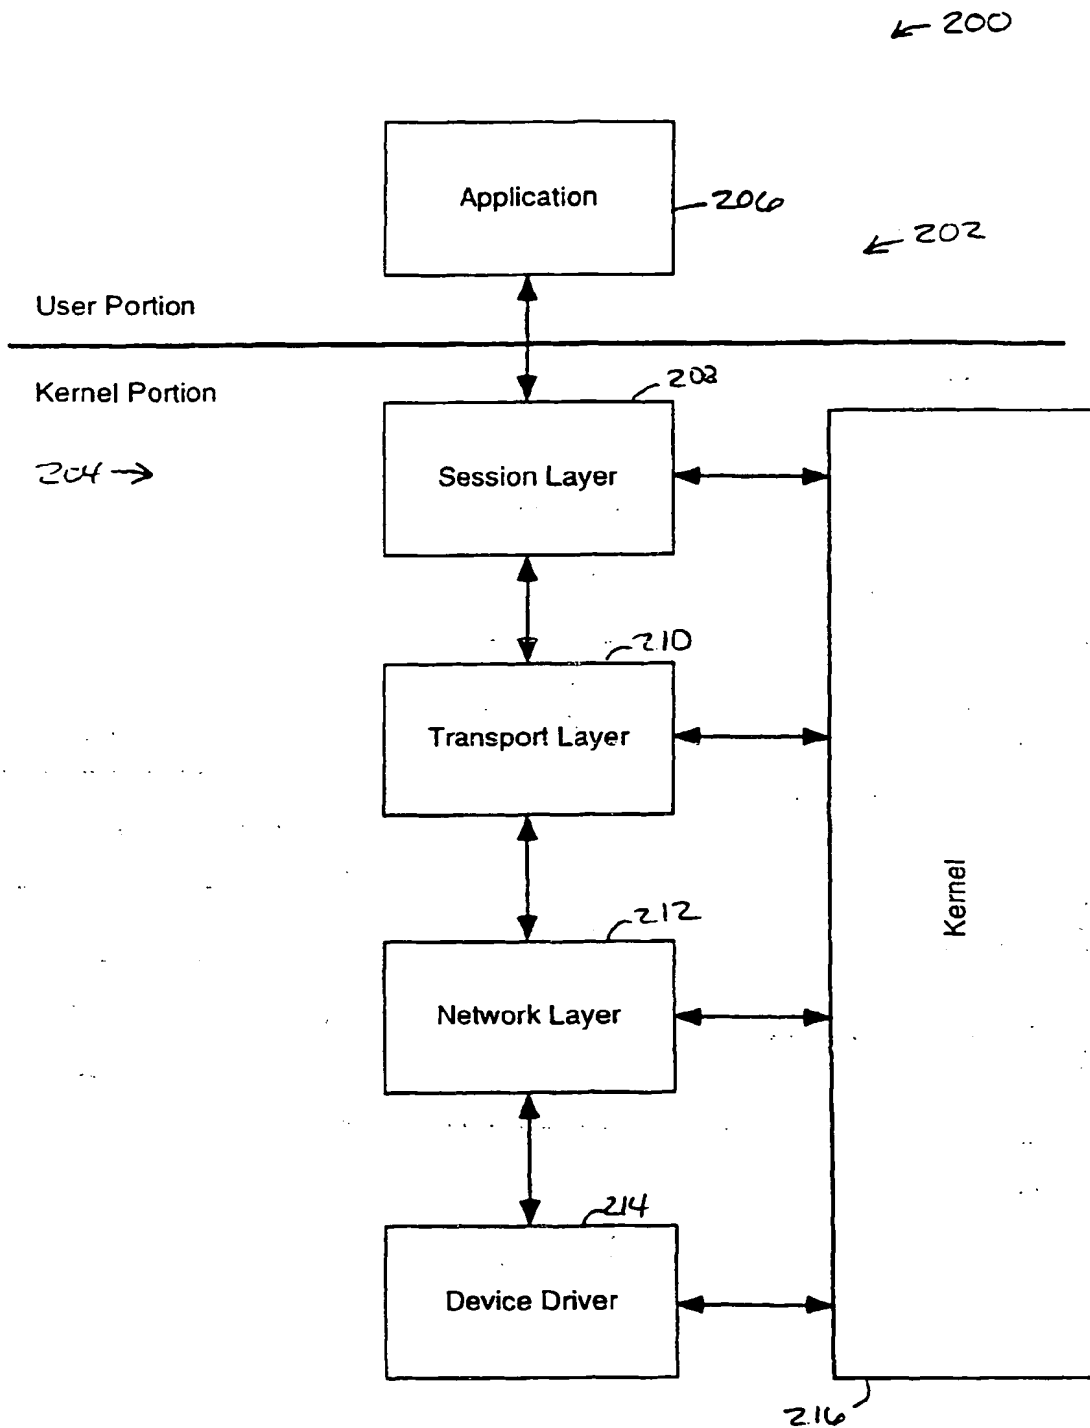 200
Application
206
202
User Portion
Kernel Portion
208
204
Session Layer
210
Transport Layer
Kernel
212
Network Layer
214
Device Driver
216